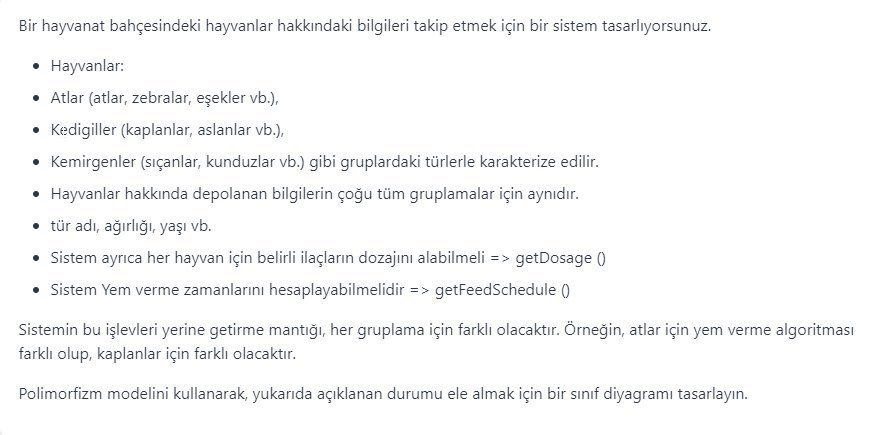 Bir hayvanat bahçesindeki hayvanlar hakkındaki bilgileri takip etmek için bir sistem tasarlıyorsunuz.
• Hayvanlar:
• Atlar (atlar, zebralar, eşekler vb.),
• Kedigiller (kaplanlar, aslanlar vb.),
• Kemirgenler (sıçanlar, kunduzlar vb.) gibi gruplardaki türlerle karakterize edilir.
• Hayvanlar hakkında depolanan bilgilerin çoğu tüm gruplamalar için aynıdır.
• tür adı, ağırlığı, yaşı vb.
• Sistem ayrıca her hayvan için belirli ilaçların dozajını alabilmeli => getDosage ()
• Sistem Yem verme zamanlarını hesaplayabilmelidir => getFeedSchedule ()
Sistemin bu işlevleri yerine getirme mantığı, her gruplama için farklı olacaktır. Örneğin, atlar için yem verme algoritması
farklı olup, kaplanlar için farklı olacaktır.
Polimorfizm modelini kullanarak, yukarıda açıklanan durumu ele almak için bir sınıf diyagramı tasarlayın.